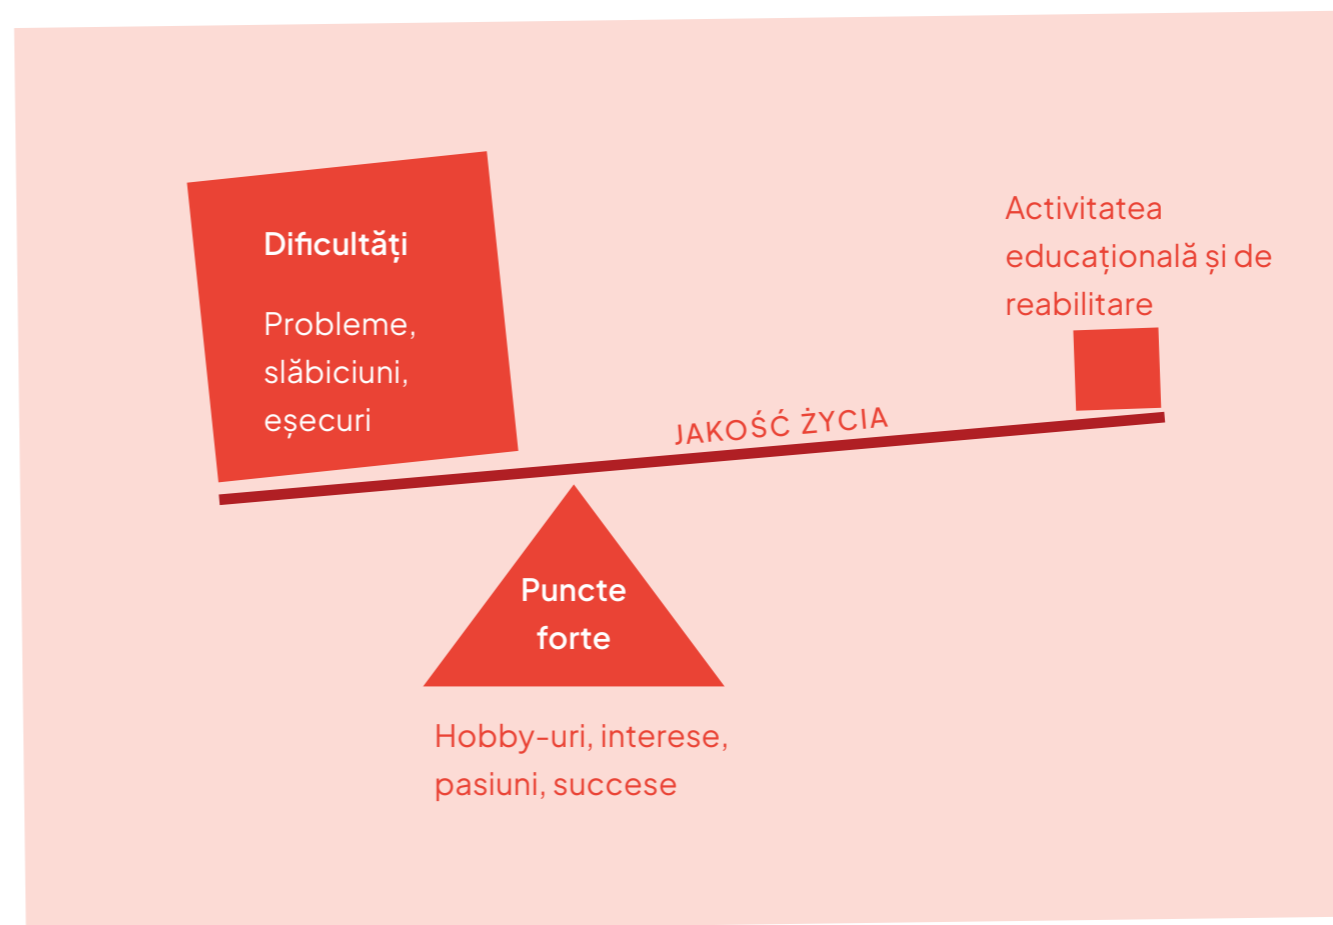 Dificultăți
Probleme,
slăbiciuni,
eșecuri
Activitatea
educațională și de
reabilitare
JAKOŚĆ ŻYCIA
Puncte
forte
Hobby-uri, interese,
pasiuni, succese